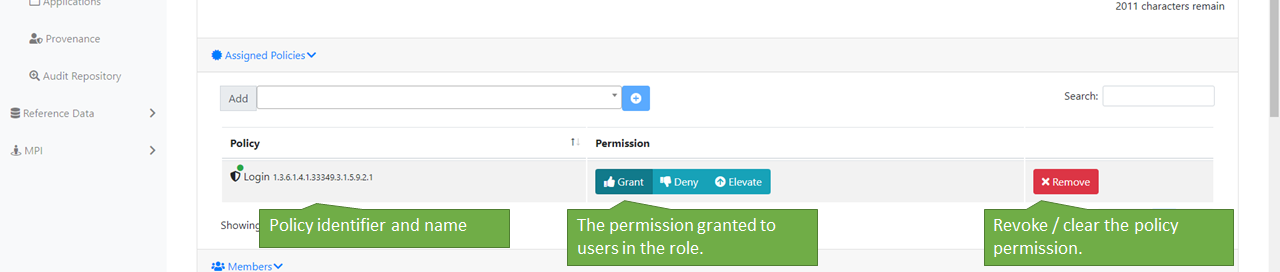 Applications
2011 characters remain
Provenance
Assigned Policies
Audit Repository
Add
Search:
Reference Data
Policy
Permission
MPI
Login 1.3.6.1.4.1.33349.3.1.5.9.2.1
Grant
Deny
Elevate
Remove
Showing
Policy identifier and name
The permission granted to
users in the role.
Revoke / clear the policy
permission.
Members